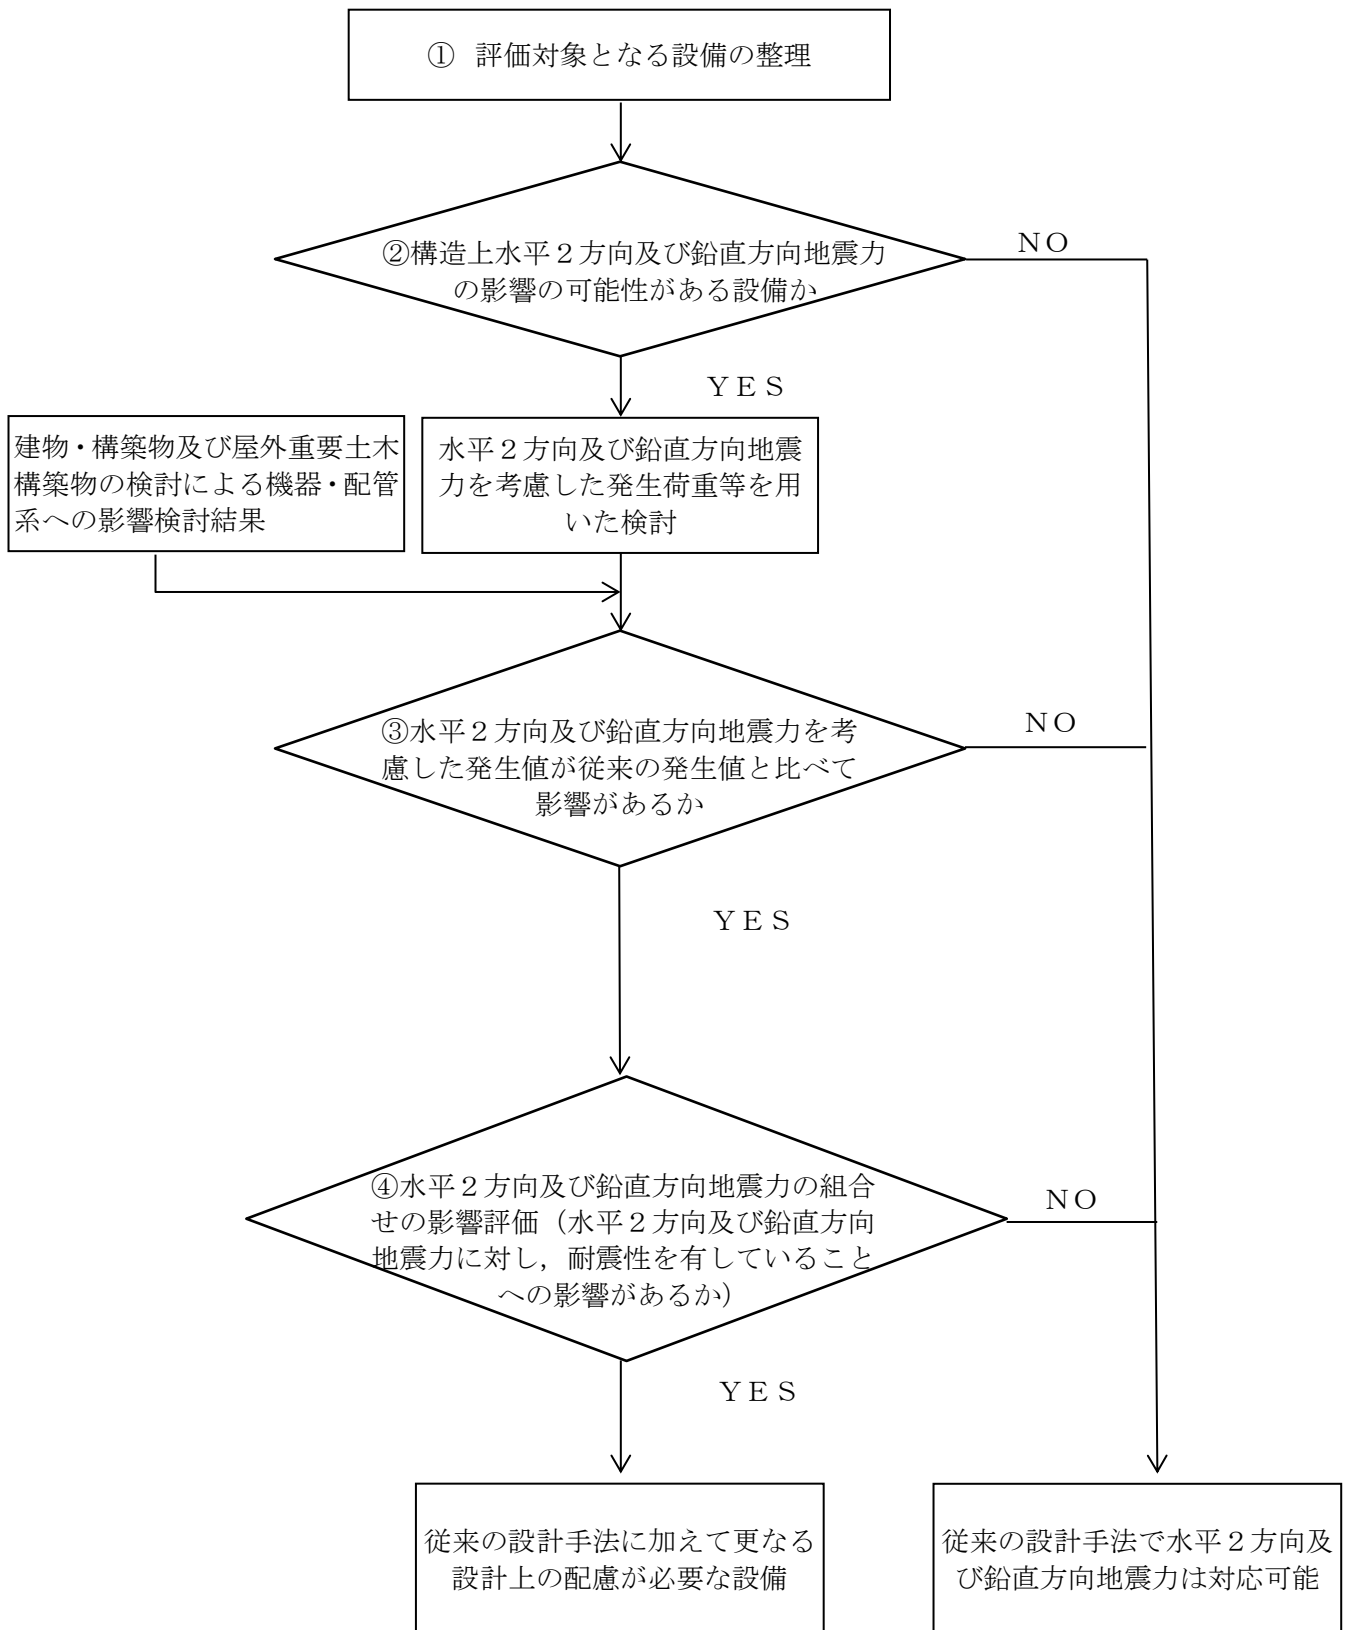 ① 評価対象となる設備の整理
②構造上水平２方向及び鉛直方向地震力
の影響の可能性がある設備か
ＮＯ
ＹＥＳ
建物・構築物及び屋外重要土木
構築物の検討による機器・配管
系への影響検討結果
水平２方向及び鉛直方向地震
力を考慮した発生荷重等を用
いた検討
③水平２方向及び鉛直方向地震力を考
慮した発生値が従来の発生値と比べて
影響があるか
ＮＯ
ＹＥＳ
④水平２方向及び鉛直方向地震力の組合
せの影響評価（水平２方向及び鉛直方向
地震力に対し，耐震性を有していること
への影響があるか）
ＮＯ
ＹＥＳ
従来の設計手法に加えて更なる
設計上の配慮が必要な設備
従来の設計手法で水平２方向及
び鉛直方向地震力は対応可能